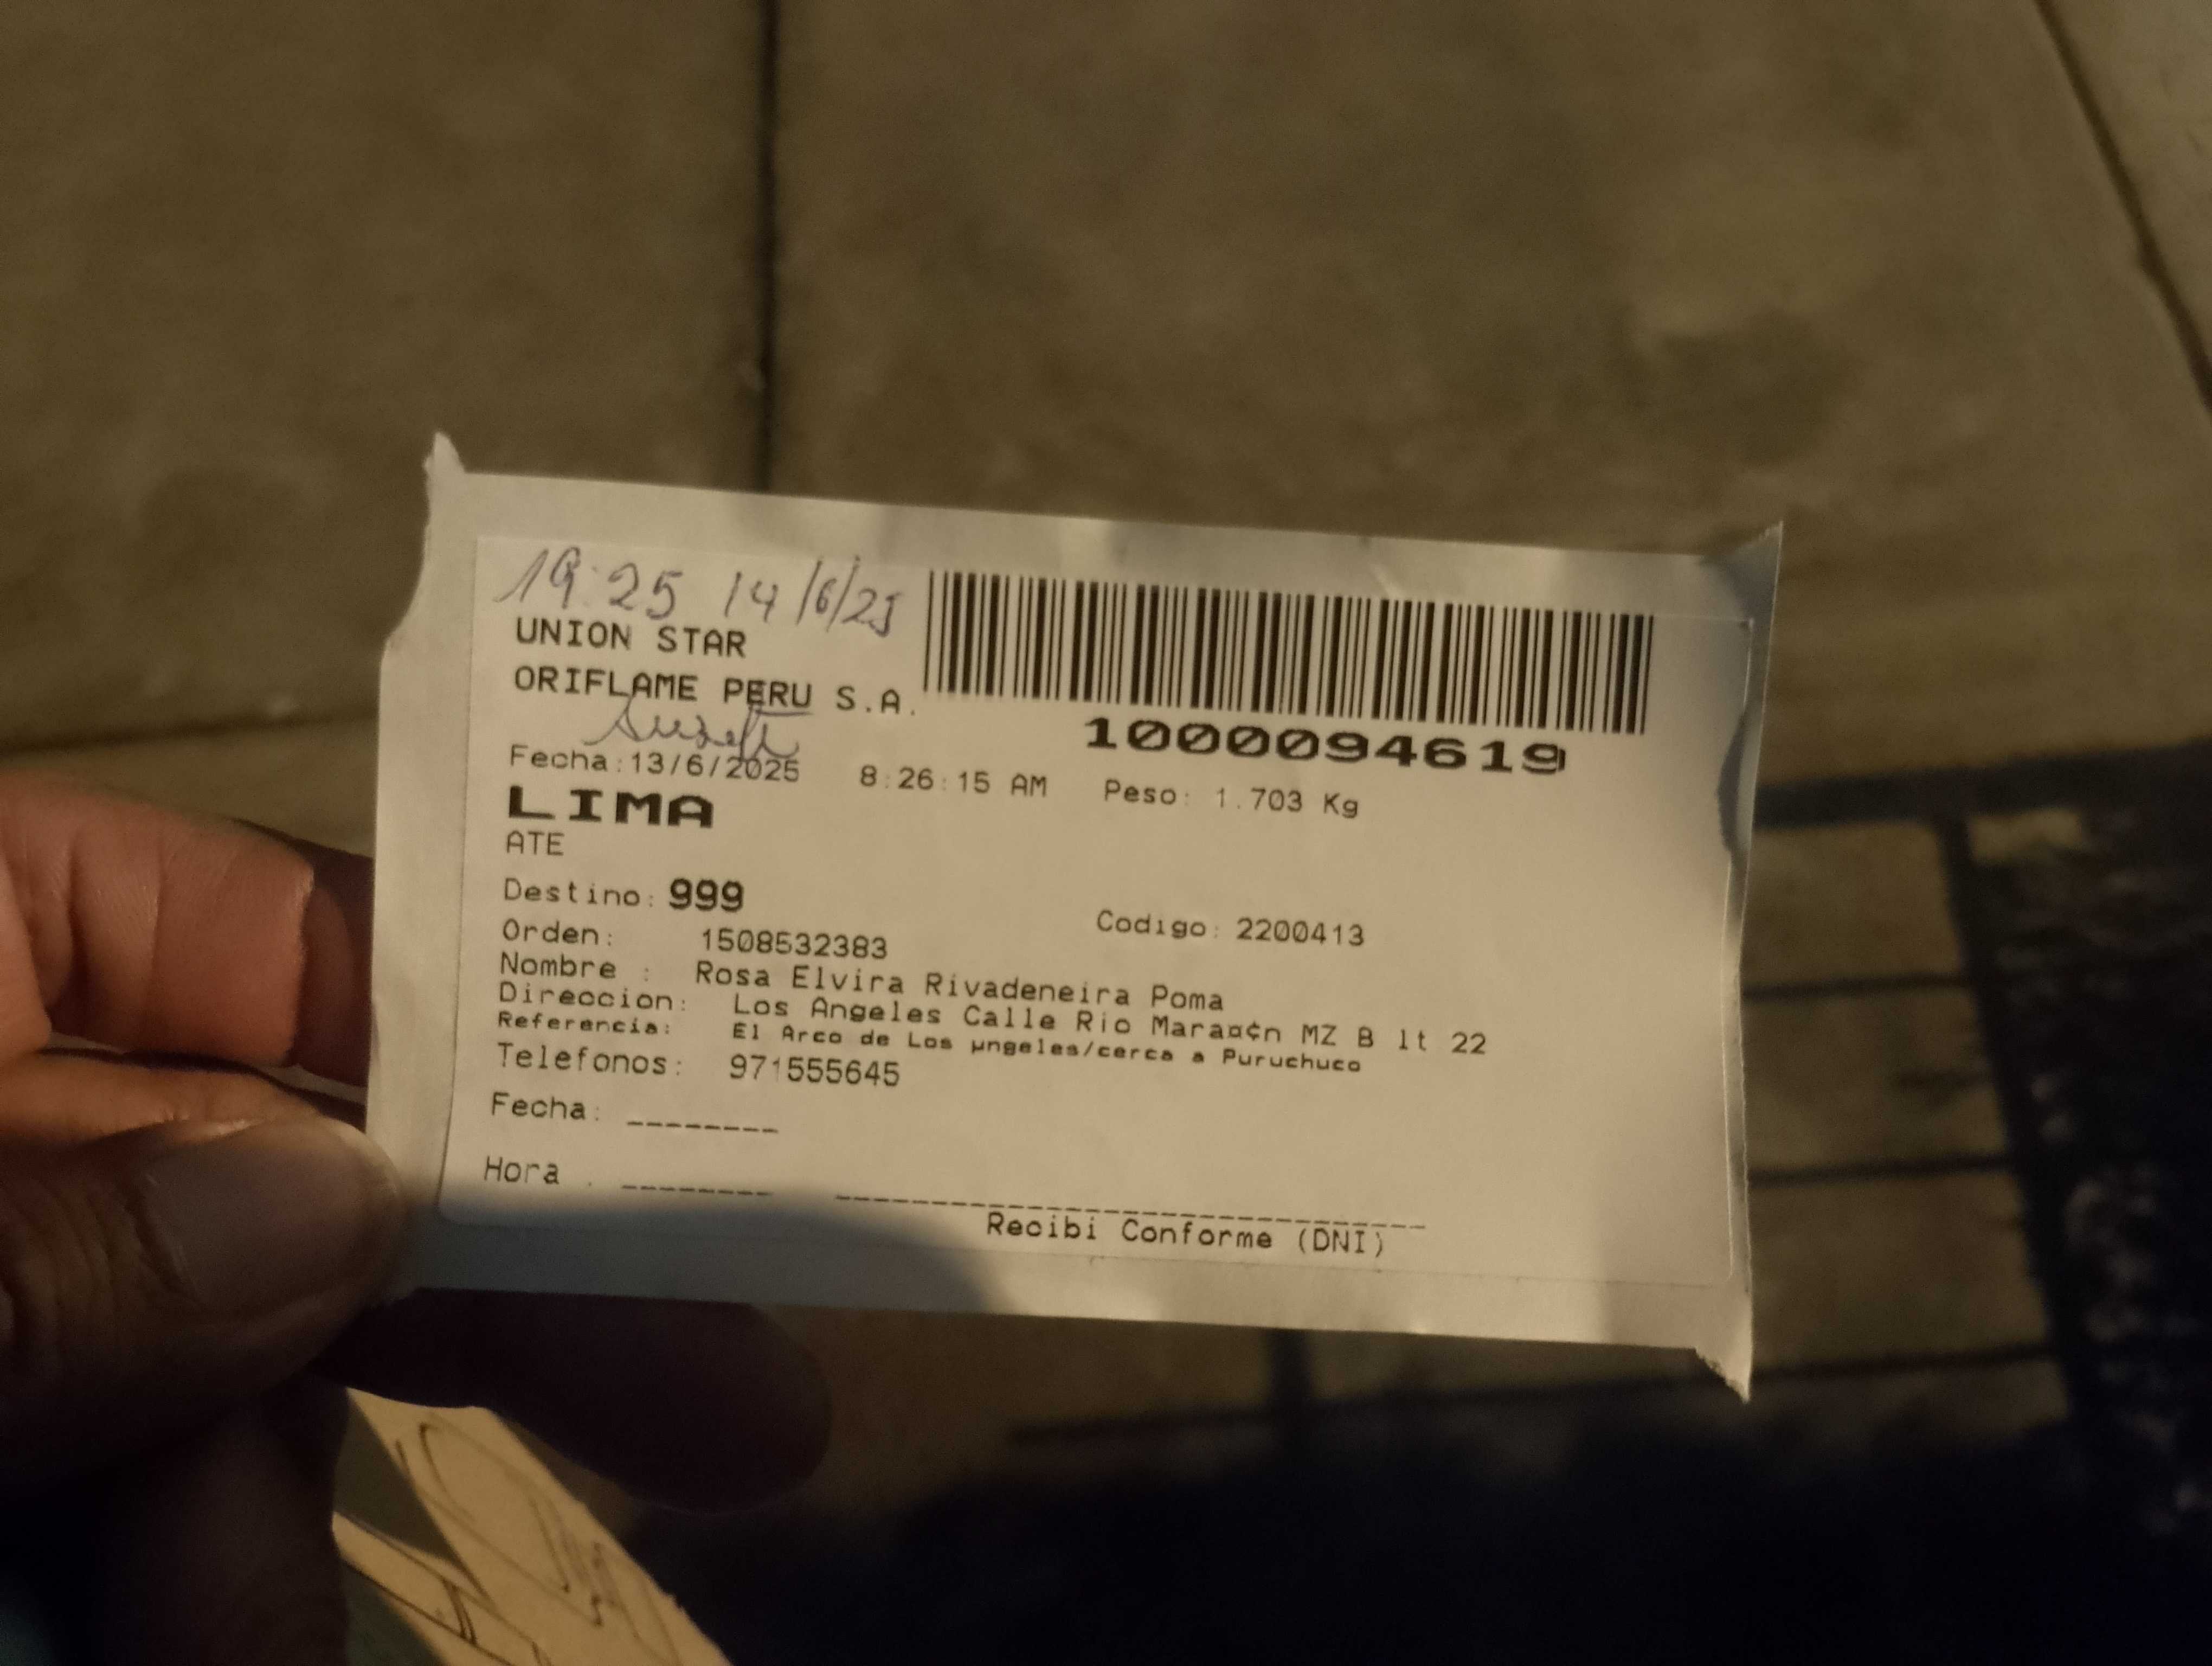 19:25 14/6/25
UNION STAR
ORIFLAME PERU S.A.
1000094619
Fecha:13/6/2025 8:26:15 AM Peso: 1.703 Kg
LIMA
ATE
Destino: 999
Codigo: 2200413
Orden: 1508532383
Nombre : Rosa Elvira Rivadeneira Poma
Direccion: Los Angeles Calle Rio Mara¤¢n MZ B lt 22
Referencia: El Arco de Los µngeles/cerca a Puruchuco
Telefonos: 971555645
Fecha: --------
Hora : --------
Recibi Conforme (DNI)